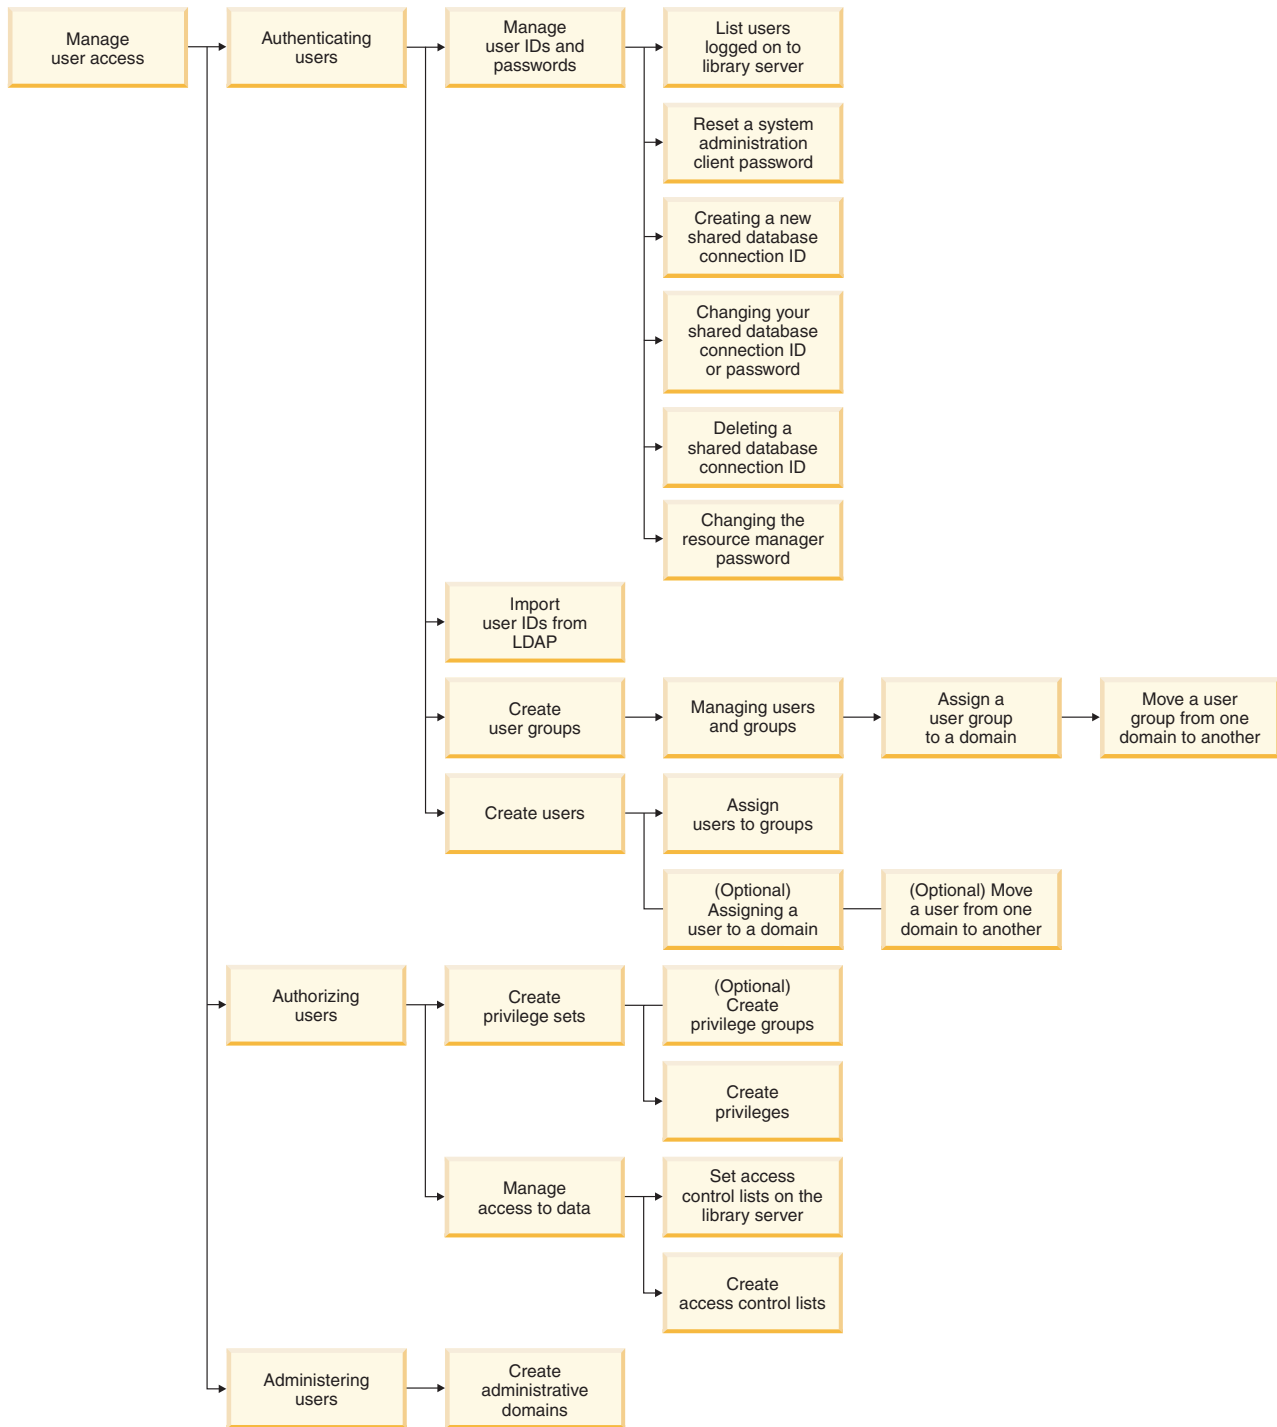 Manage
user access
Authenticating
users
Manage
user IDs and
passwords
List users
logged on to
library server
Reset a system
administration
client password
Creating a new
shared database
connection ID
Changing your
shared database
connection ID
or password
Deleting a
shared database
connection ID
Changing the
resource manager
password
Import
user IDs from
LDAP
Create
user groups
Managing users
and groups
Assign a
user group
to a domain
Move a user
group from one
domain to another
Create users
Assign
users to groups
(Optional)
Assigning a
user to a domain
(Optional) Move
a user from one
domain to another
Authorizing
users
Create
privilege sets
(Optional)
Create
privilege groups
Create
privileges
Manage
access to data
Set access
control lists on the
library server
Create
access control lists
Administering
users
Create
administrative
domains